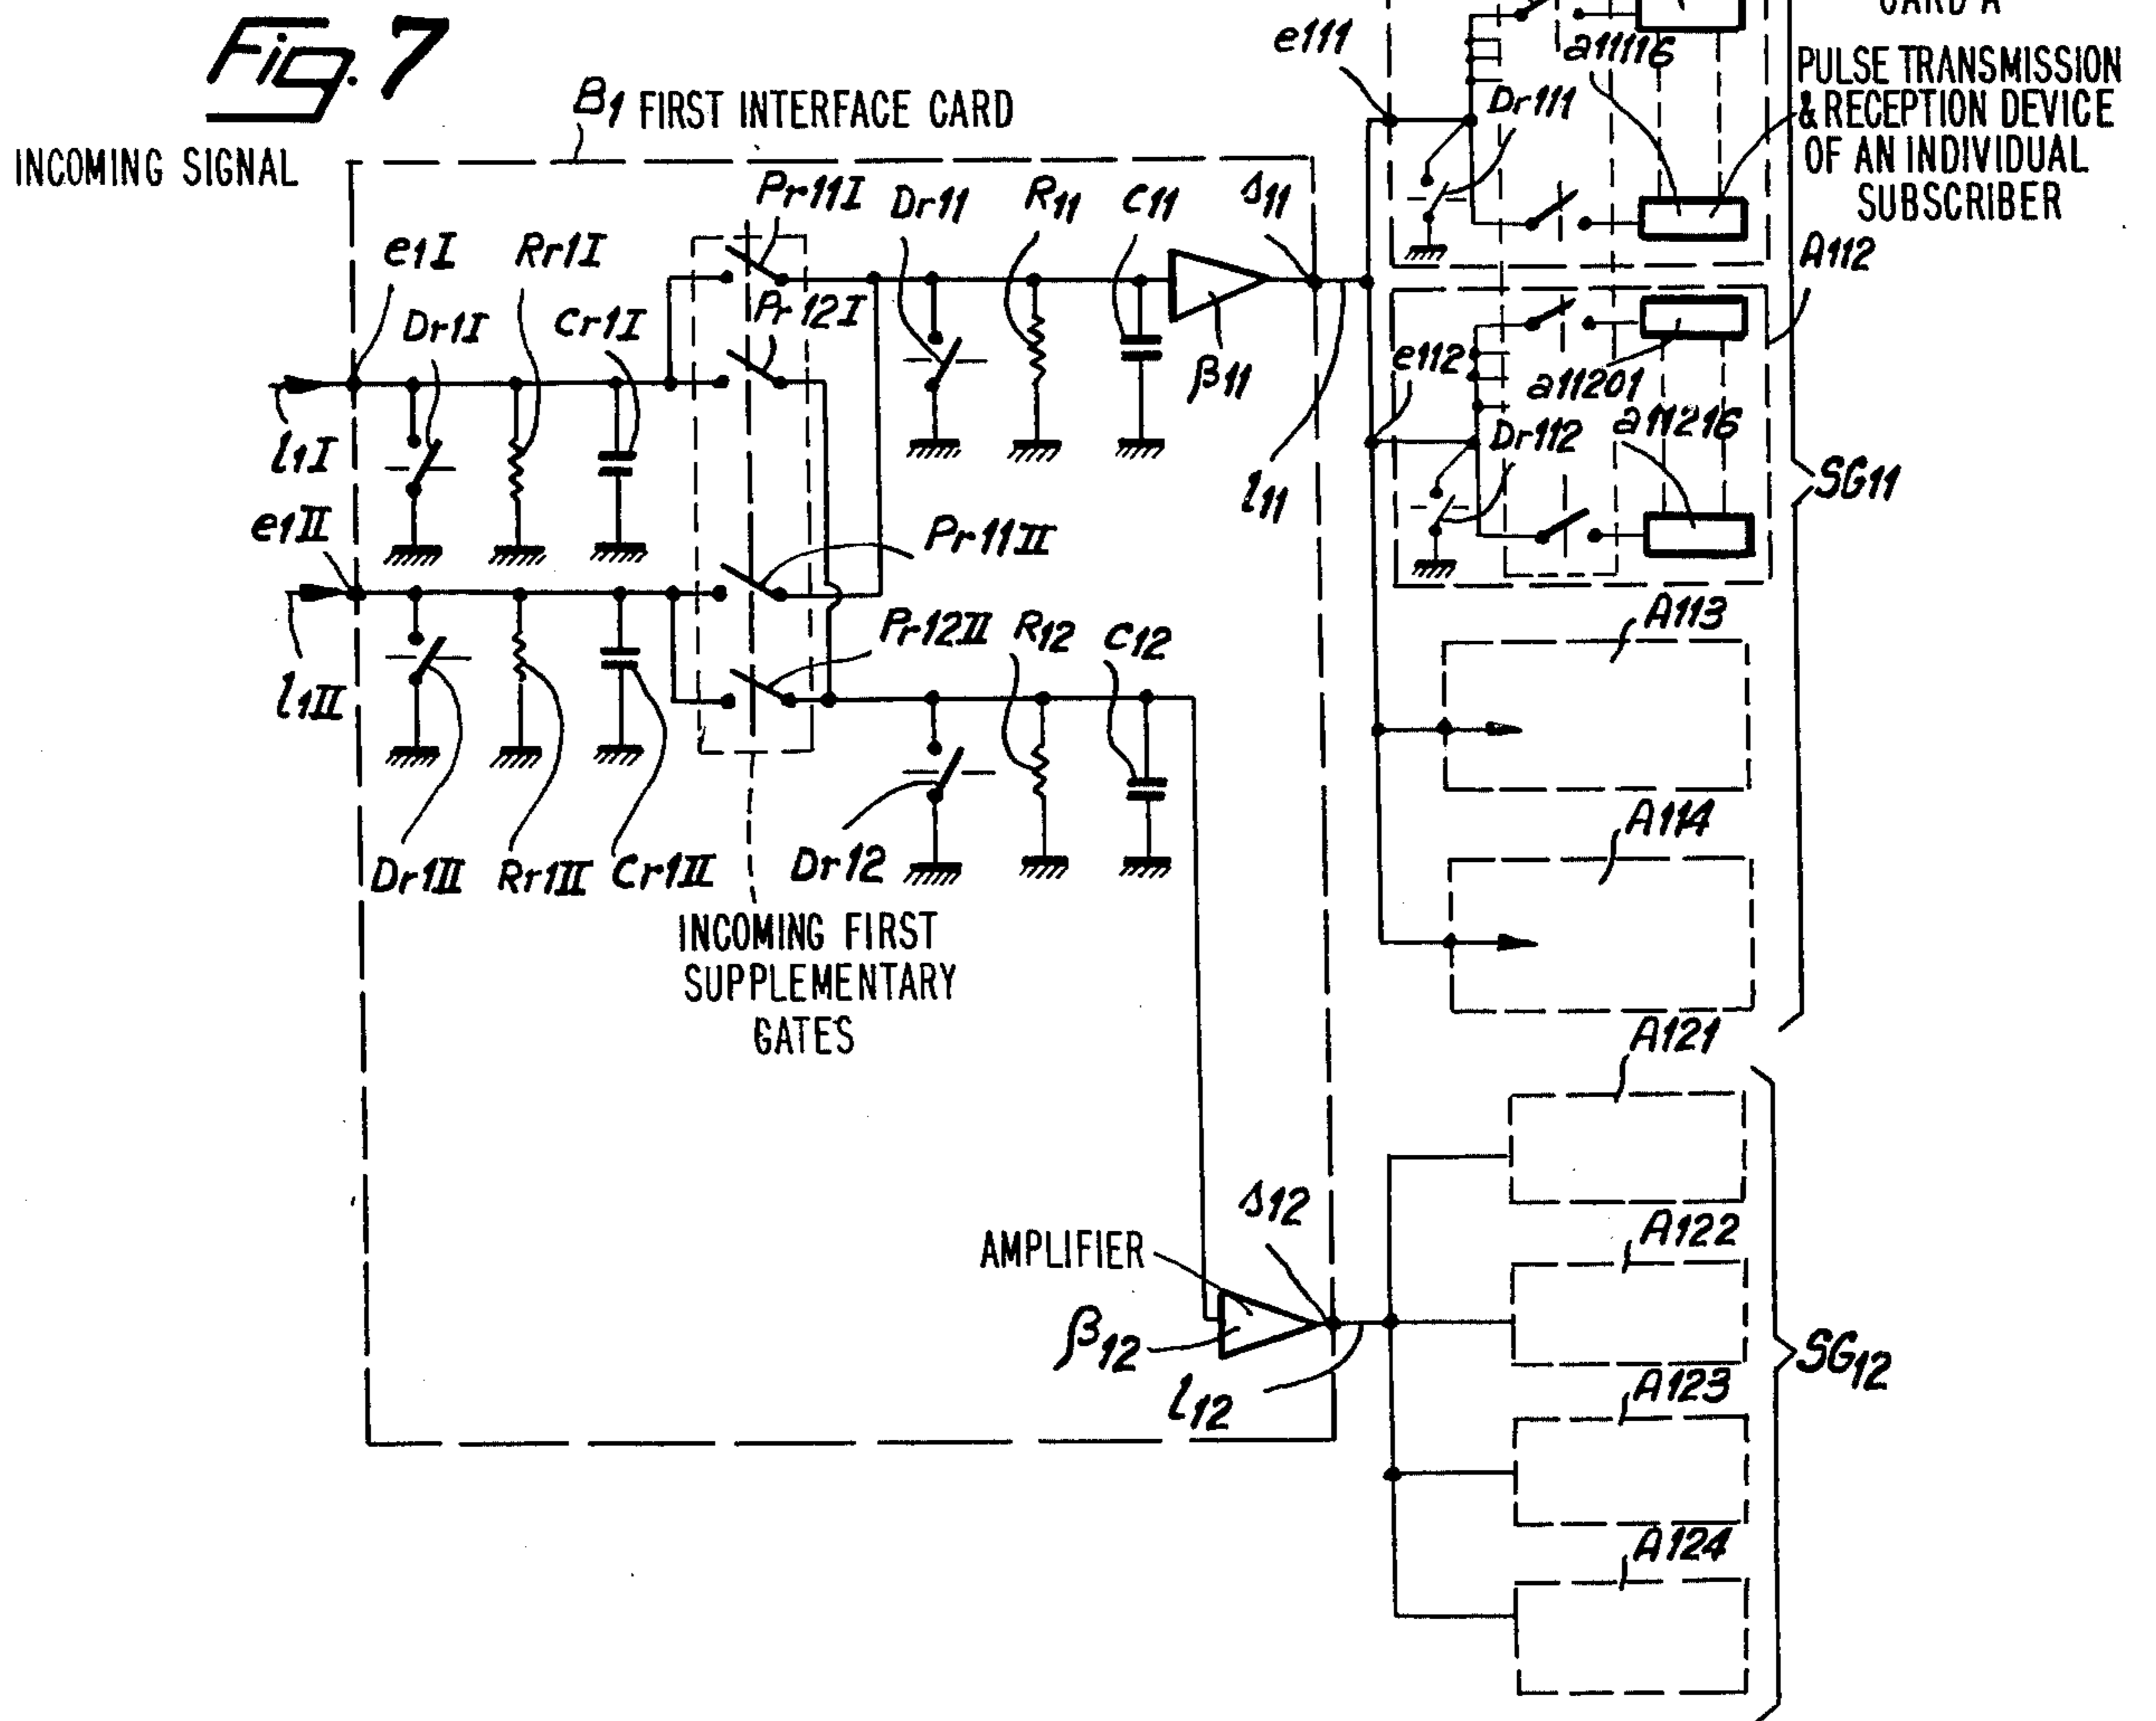 Fig. 7
CARD A
e111
a11116
PULSE TRANSMISSION
& RECEPTION DEVICE
OF AN INDIVIDUAL
SUBSCRIBER
B1 FIRST INTERFACE CARD
Dr111
INCOMING SIGNAL
Pr11I
Dr11
R11
C11
s11
A112
e1I
Rr1I
Dr1I
Cr1I
Pr12I
β11
e112
a11201
a11216
Dr112
l1I
l11
SG11
e1II
Pr11II
A113
Pr12II
R12
C12
l1II
A114
Dr1II
Rr1II
Cr1II
Dr12
INCOMING FIRST
SUPPLEMENTARY
GATES
A121
s12
A122
AMPLIFIER
β12
SG12
l12
A123
A124